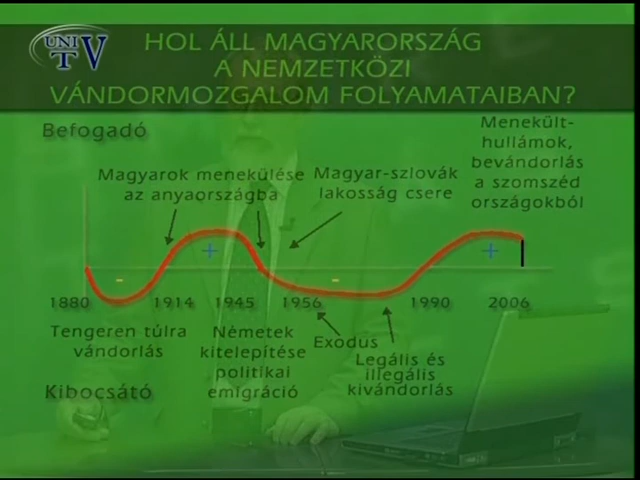 UNI
TV
HOL ÁLL MAGYARORSZÁG
A NEMZETKÖZI
VÁNDORMOZGALOM FOLYAMATAIBAN?
Befogadó
Menekült-
hullámok,
bevándorlás
a szomszéd
országokból
Magyarok menekülése
az anyaországba
Magyar-szlovák
lakosság csere
+
+
-
-
1880
1914
1945
1956
1990
2006
Tengeren túlra
vándorlás
Németek
kitelepítése
politikai
emigráció
Exodus
Legális és
illegális
kivándorlás
Kibocsátó